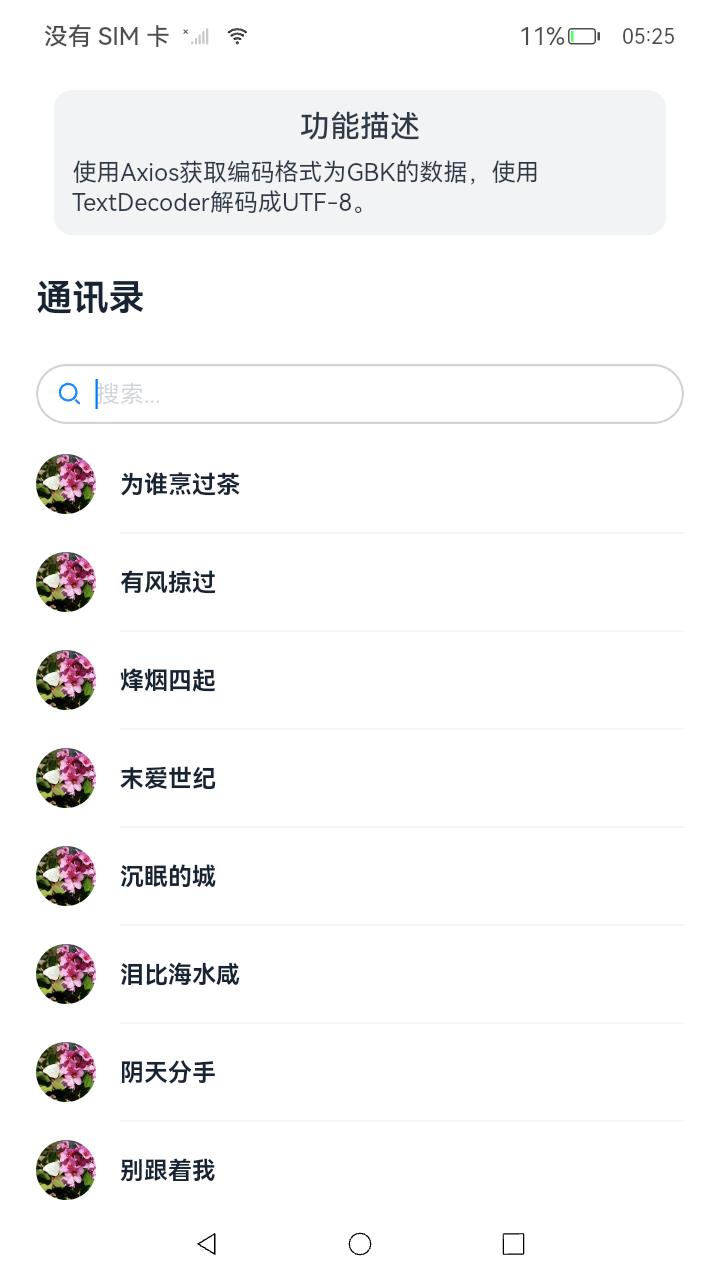 没有 SIM 卡
11%
05:25
功能描述
使用Axios获取编码格式为GBK的数据，使用
TextDecoder解码成UTF-8。
通讯录
搜索...
为谁烹过茶
有风掠过
烽烟四起
末爱世纪
沉眠的城
泪比海水咸
阴天分手
别跟着我